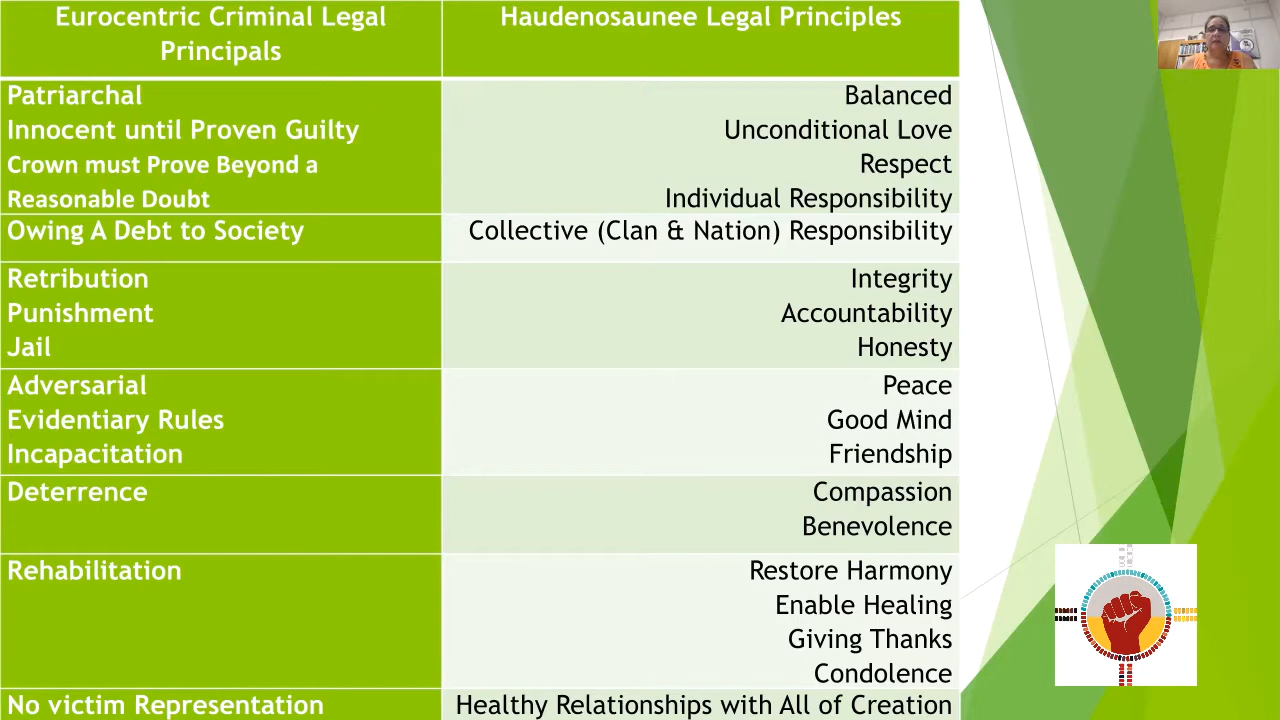 Eurocentric Criminal Legal
Principals
Haudenosaunee Legal Principles
Patriarchal
Innocent until Proven Guilty
Crown must Prove Beyond a
Reasonable Doubt
Balanced
Unconditional Love
Respect
Individual Responsibility
Owing A Debt to Society
Collective (Clan & Nation) Responsibility
Retribution
Punishment
Jail
Integrity
Accountability
Honesty
Adversarial
Evidentiary Rules
Incapacitation
Peace
Good Mind
Friendship
Deterrence
Compassion
Benevolence
Rehabilitation
Restore Harmony
Enable Healing
Giving Thanks
Condolence
No victim Representation
Healthy Relationships with All of Creation